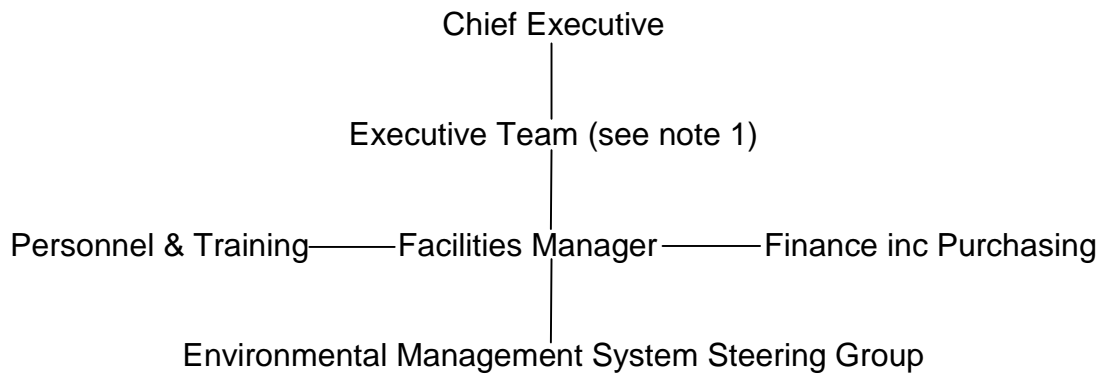 Chief Executive
Executive Team (see note 1)
Personnel & Training Facilities Manager Finance inc Purchasing
Environmental Management System Steering Group